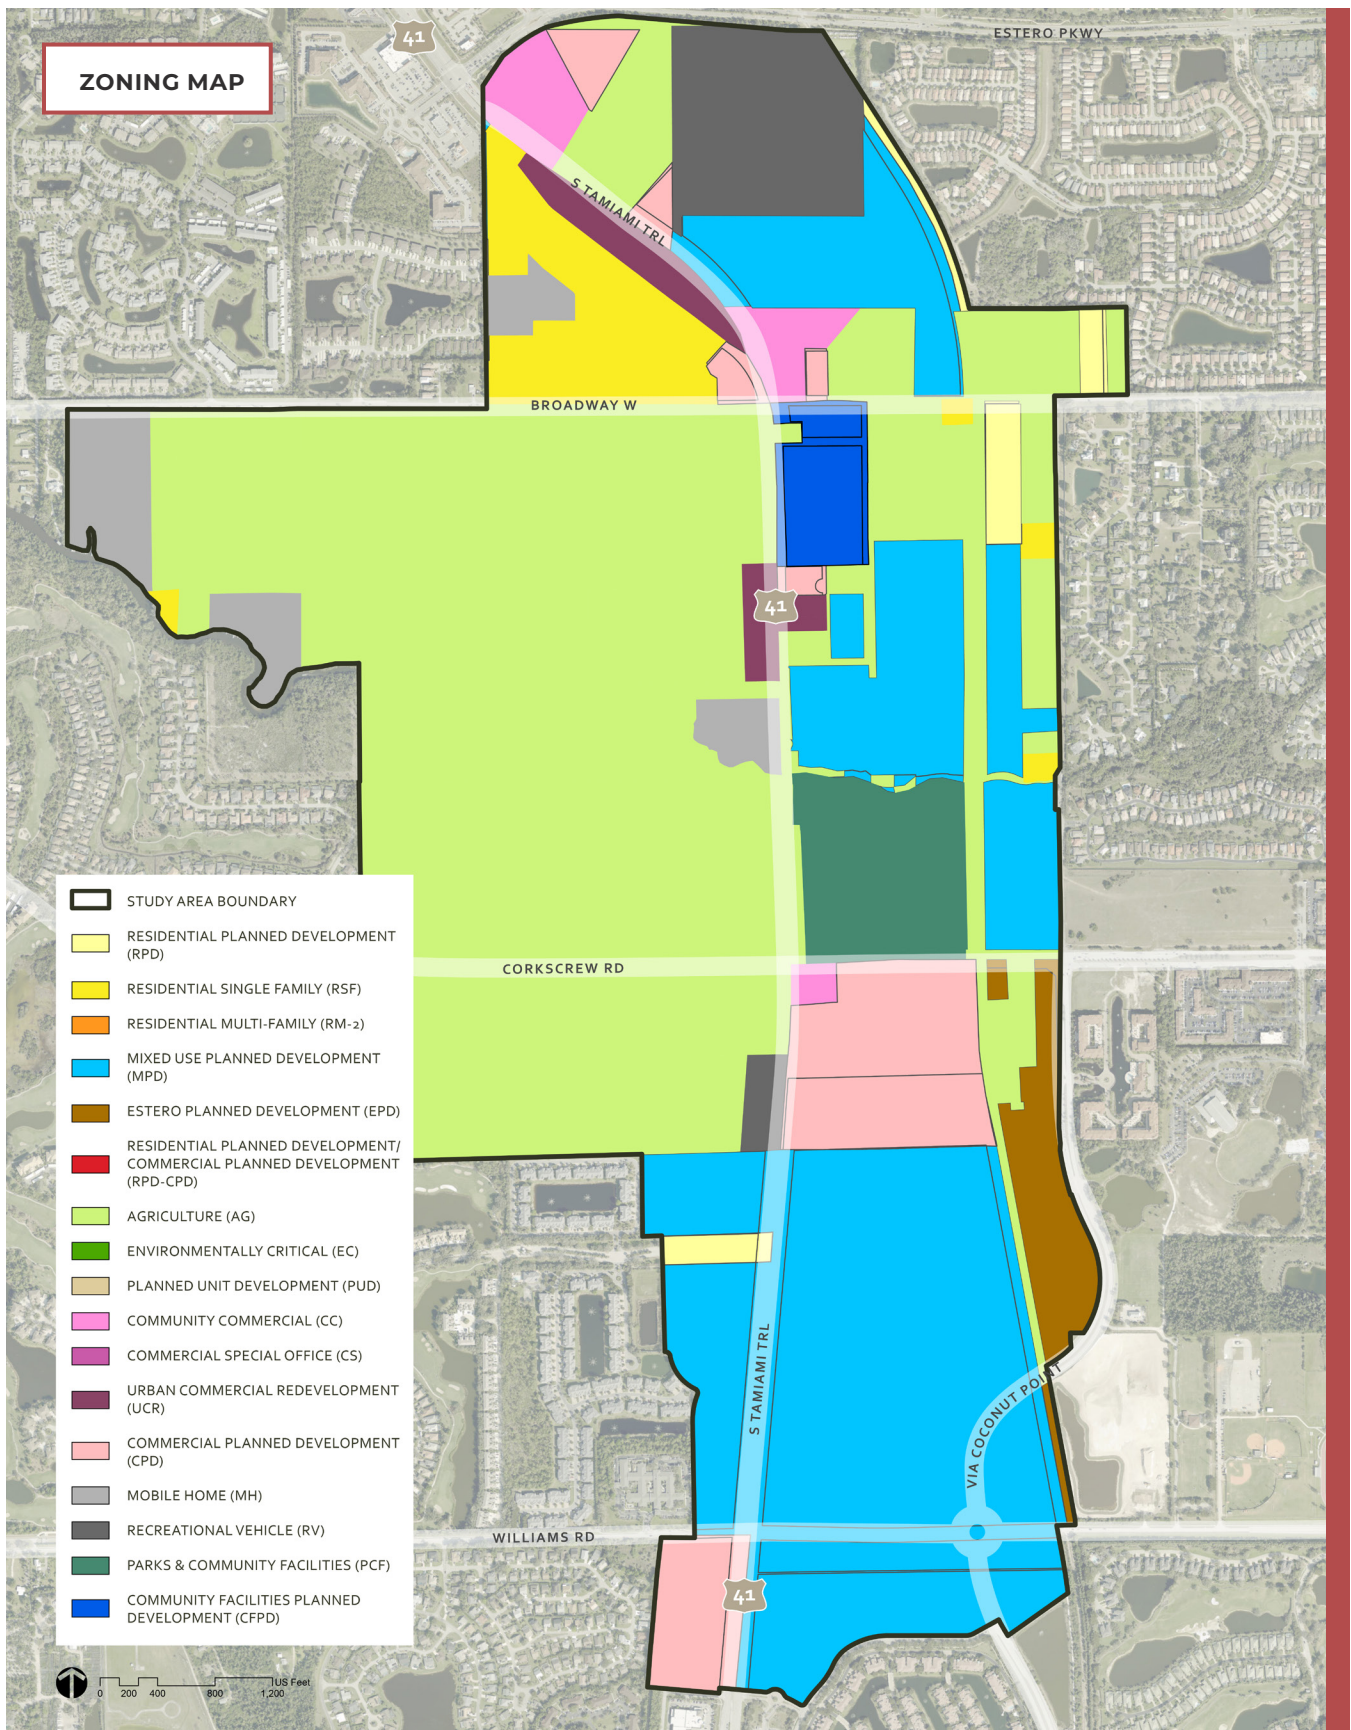 41
ESTERO PKWY
ZONING MAP
S TAMIAMI TRL
BROADWAY W
41
STUDY AREA BOUNDARY
RESIDENTIAL PLANNED DEVELOPMENT
(RPD)
CORKSCREW RD
RESIDENTIAL SINGLE FAMILY (RSF)
RESIDENTIAL MULTI-FAMILY (RM-2)
MIXED USE PLANNED DEVELOPMENT
(MPD)
ESTERO PLANNED DEVELOPMENT (EPD)
RESIDENTIAL PLANNED DEVELOPMENT/
COMMERCIAL PLANNED DEVELOPMENT
(RPD-CPD)
AGRICULTURE (AG)
ENVIRONMENTALLY CRITICAL (EC)
PLANNED UNIT DEVELOPMENT (PUD)
COMMUNITY COMMERCIAL (CC)
COMMERCIAL SPECIAL OFFICE (CS)
URBAN COMMERCIAL REDEVELOPMENT
(UCR)
COMMERCIAL PLANNED DEVELOPMENT
(CPD)
MOBILE HOME (MH)
RECREATIONAL VEHICLE (RV)
PARKS & COMMUNITY FACILITIES (PCF)
COMMUNITY FACILITIES PLANNED
DEVELOPMENT (CFPD)
S TAMIAMI TRL
VIA COCONUT POINT
WILLIAMS RD
41
US Feet
0 200 400 800 1,200